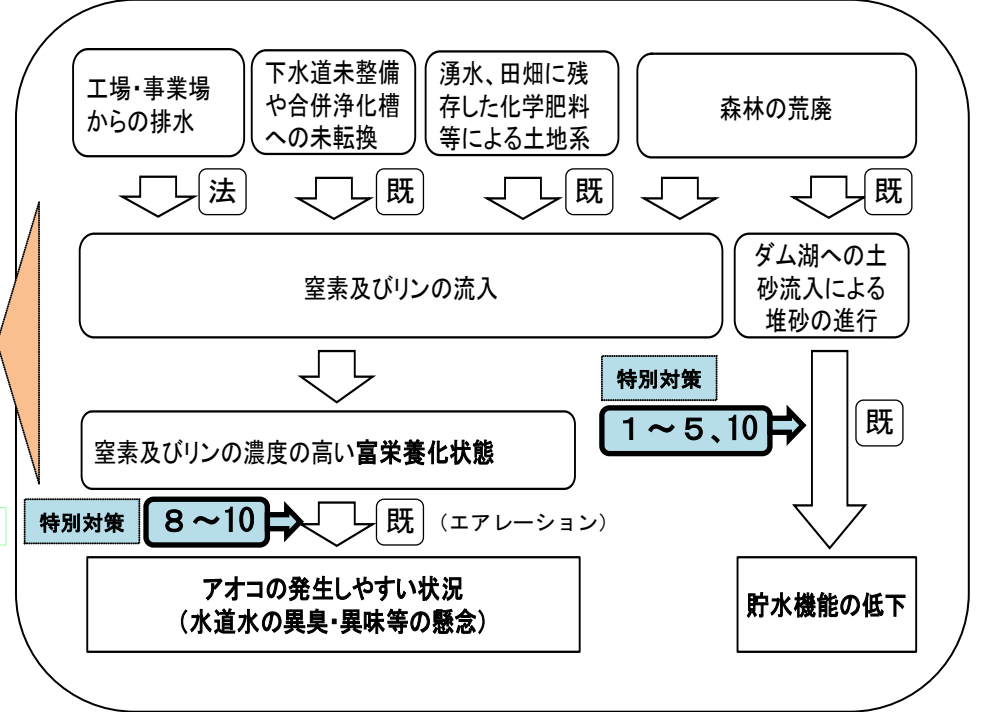 工場・事業場
からの排水
下水道未整備
や合併浄化槽
への未転換
湧水、田畑に残
存した化学肥料
等による土地系
森林の荒廃
法
既
既
既
窒素及びリンの流入
ダム湖への土
砂流入による
堆砂の進行
特別対策
1～5、10
既
窒素及びリンの濃度の高い富栄養化状態
特別対策
8～10
既
（エアレーション）
アオコの発生しやすい状況
（水道水の異臭・異味等の懸念）
貯水機能の低下